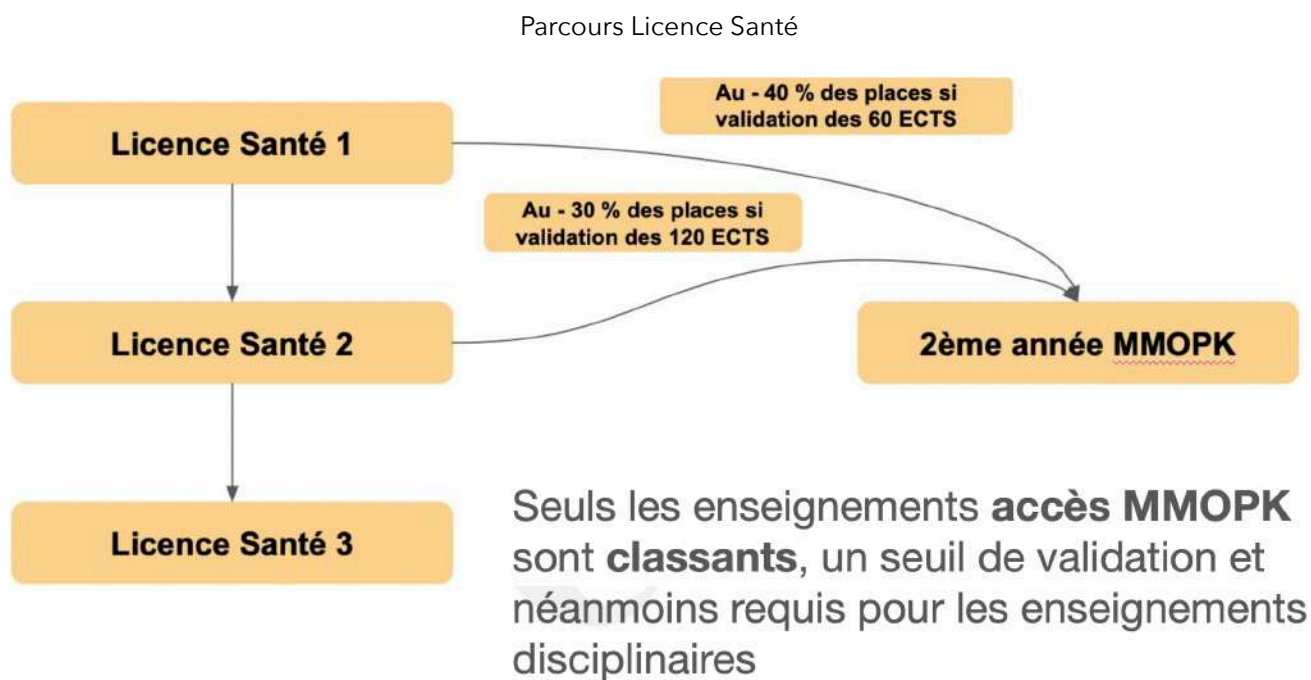 Parcours Licence Santé
Au - 40 % des places si
validation des 60 ECTS
Licence Santé 1
Au - 30 % des places si
validation des 120 ECTS
Licence Santé 2
2ème année MMOPK
Licence Santé 3
Seuls les enseignements accès MMOPK
sont classants, un seuil de validation et
néanmoins requis pour les enseignements
disciplinaires